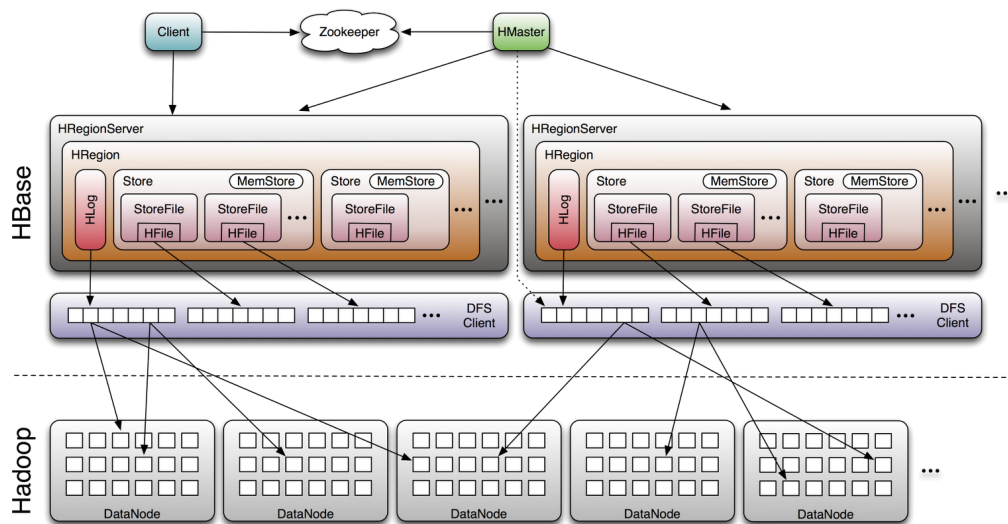 Client
Zookeeper
HMaster
HBase
HRegionServer
HRegion
HLog
Store
MemStore
StoreFile
HFile
StoreFile
HFile
...
Store
MemStore
StoreFile
HFile
...
...
HRegionServer
HRegion
HLog
Store
MemStore
StoreFile
HFile
StoreFile
HFile
...
Store
MemStore
StoreFile
HFile
...
...
...
...
DFS
Client
...
DFS
Client
Hadoop
DataNode
DataNode
DataNode
DataNode
DataNode
...